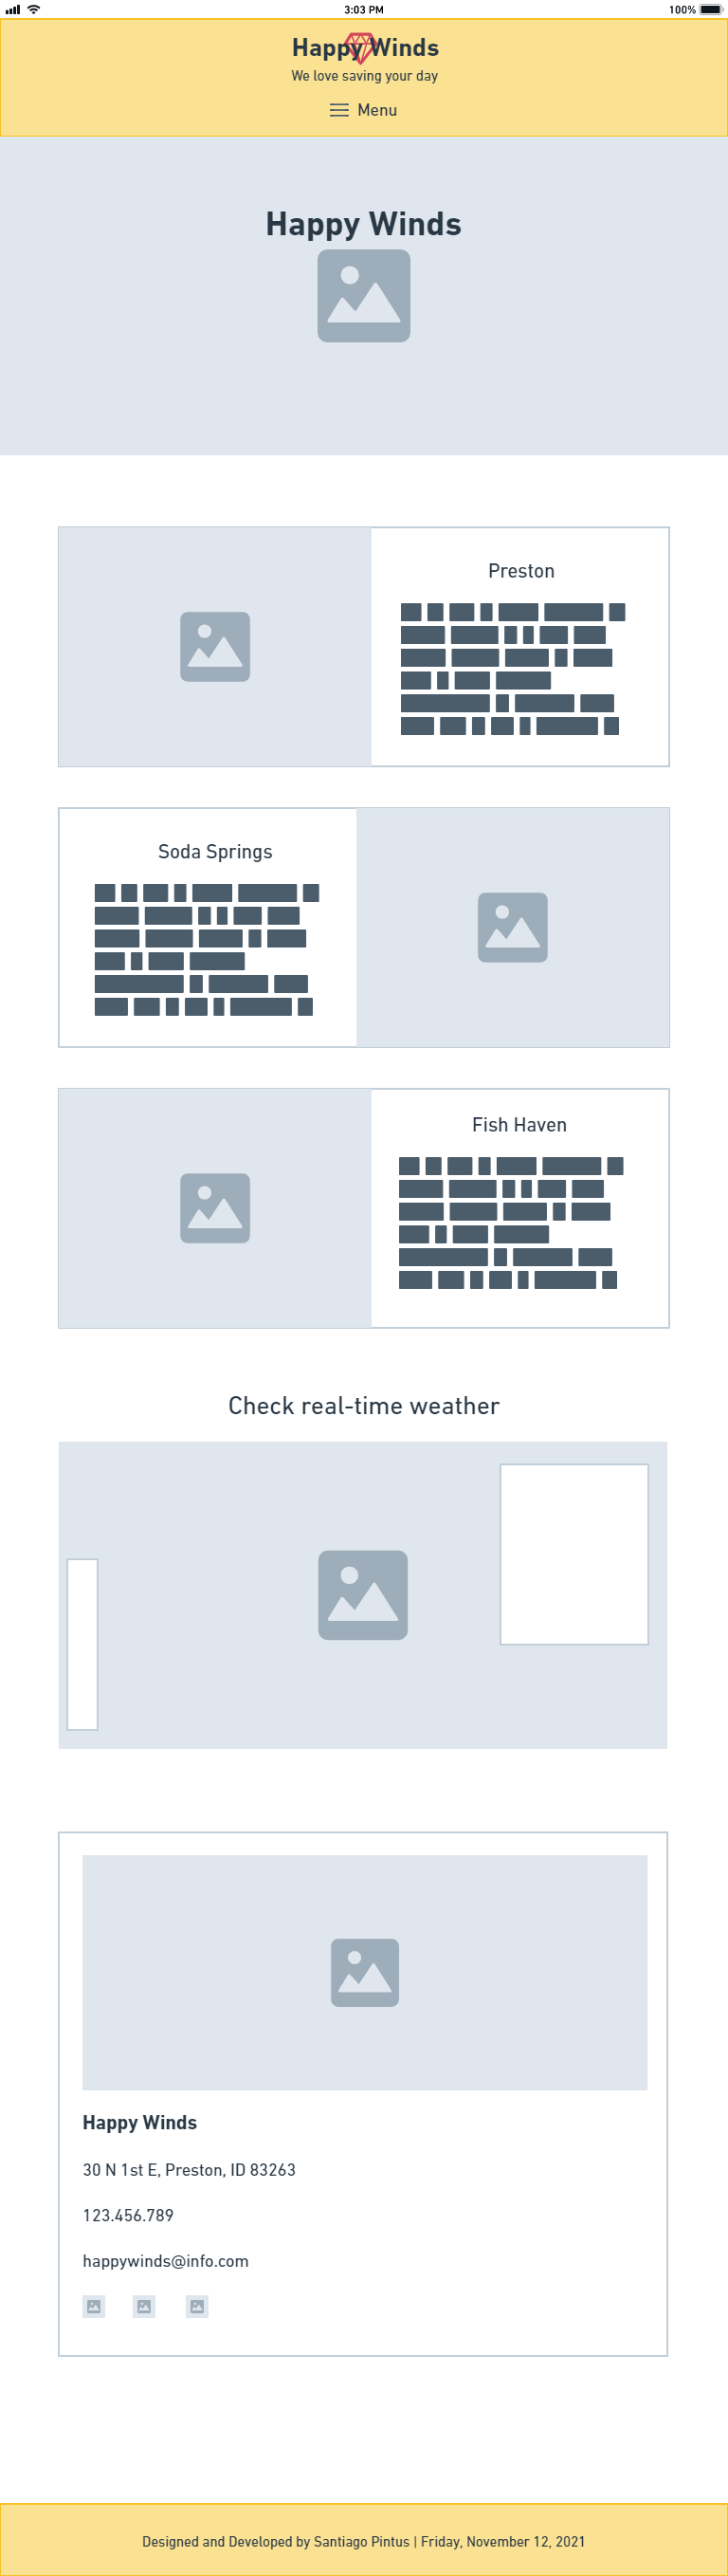 3:03 PM
100%
Happy Winds
We love saving your day
Menu
Happy Winds
Preston
Soda Springs
Fish Haven
Check real-time weather
Happy Winds
30 N 1st E, Preston, ID 83263
123.456.789
happywinds@info.com
Designed and Developed by Santiago Pintus | Friday, November 12, 2021